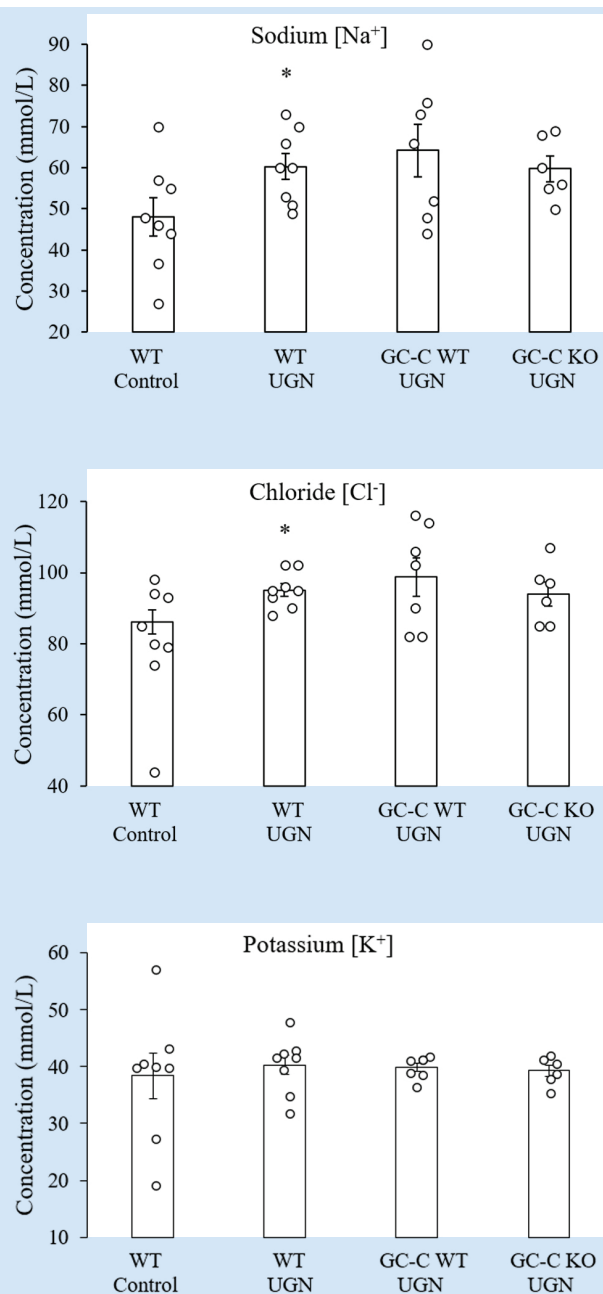 Sodium [Na⁺]
Concentration (mmol/L)
90
80
70
60
50
40
30
20
*
WT WT GC-C WT GC-C KO
Control UGN UGN UGN
Chloride [Cl⁻]
Concentration (mmol/L)
120
100
80
60
40
*
WT WT GC-C WT GC-C KO
Control UGN UGN UGN
Potassium [K⁺]
Concentration (mmol/L)
60
50
40
30
20
10
WT WT GC-C WT GC-C KO
Control UGN UGN UGN